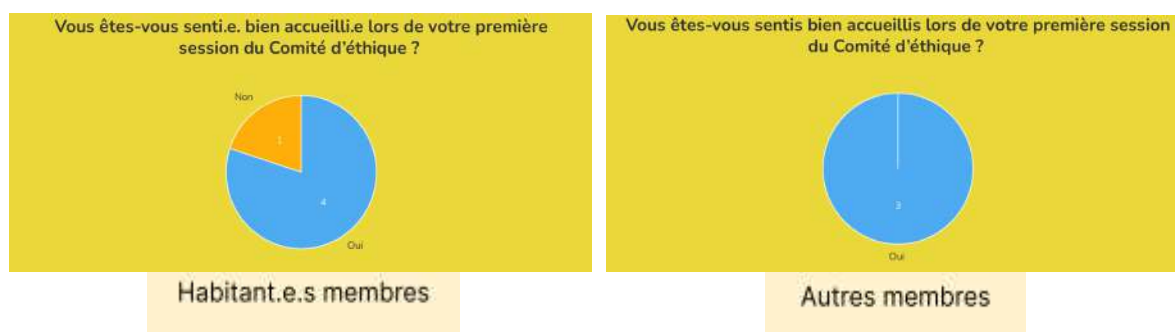 Vous êtes-vous senti.e. bien accueilli.e lors de votre première
session du Comité d'éthique ?
Non
1
4
Oui
Habitant.e.s membres
Vous êtes-vous sentis bien accueillis lors de votre première session
du Comité d'éthique ?
3
Oui
Autres membres